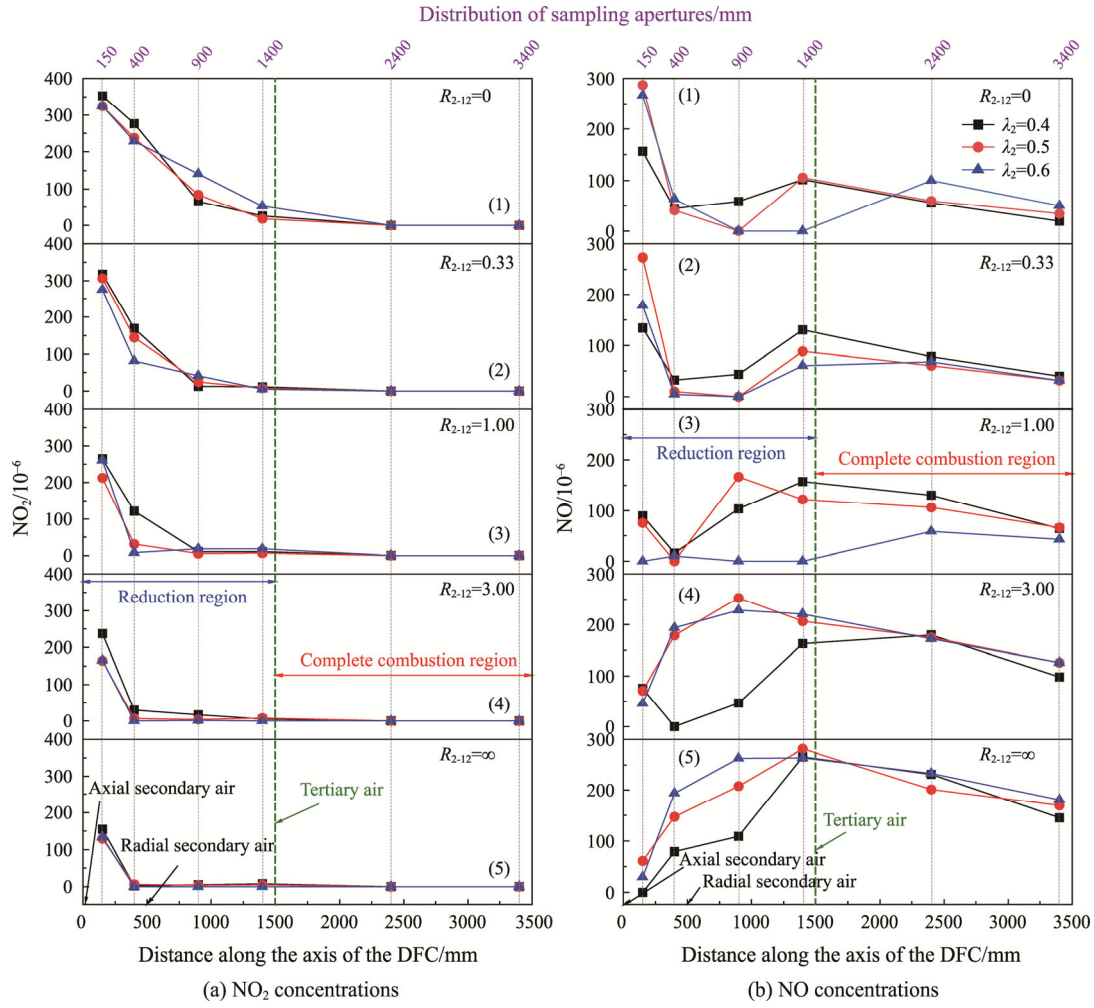 Distribution of sampling apertures/mm
150 400 900 1400 2400 3400
150 400 900 1400 2400 3400
400 300 200 100 0
R2-12=0
(1)
400 300 200 100 0
R2-12=0.33
(2)
400 300 200 100 0
R2-12=1.00
(3)
400 300 200 100 0
R2-12=3.00
Reduction region
Complete combustion region
(4)
400 300 200 100 0
R2-12=∞
Axial secondary air
Tertiary air
Radial secondary air
(5)
NO2/10−6
0 500 1000 1500 2000 2500 3000 3500
Distance along the axis of the DFC/mm
(a) NO2 concentrations
300 200 100 0
(1)
R2-12=0
λ2=0.4
λ2=0.5
λ2=0.6
300 200 100 0
(2)
R2-12=0.33
300 200 100 0
(3)
R2-12=1.00
Reduction region
Complete combustion region
300 200 100 0
(4)
R2-12=3.00
300 200 100 0
(5)
R2-12=∞
Tertiary air
Axial secondary air
Radial secondary air
NO/10−6
0 500 1000 1500 2000 2500 3000 3500
Distance along the axis of the DFC/mm
(b) NO concentrations